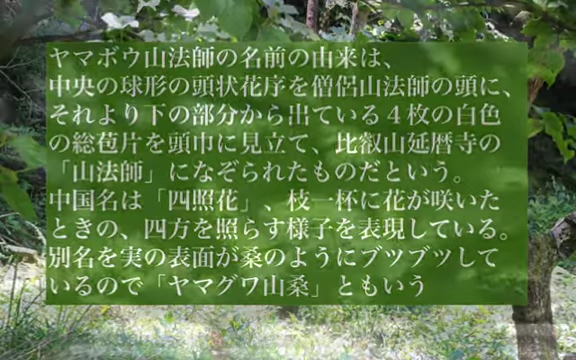 ヤマボウ山法師の名前の由来は、
中央の球形の頭状花序を僧侶山法師の頭に、
それより下の部分から出ている４枚の白色
の総苞片を頭巾に見立て、比叡山延暦寺の
「山法師」になぞられたものだという。
中国名は「四照花」、枝一杯に花が咲いた
ときの、四方を照らす様子を表現している。
別名を実の表面が桑のようにブツブツして
いるので「ヤマグワ山桑」ともいう